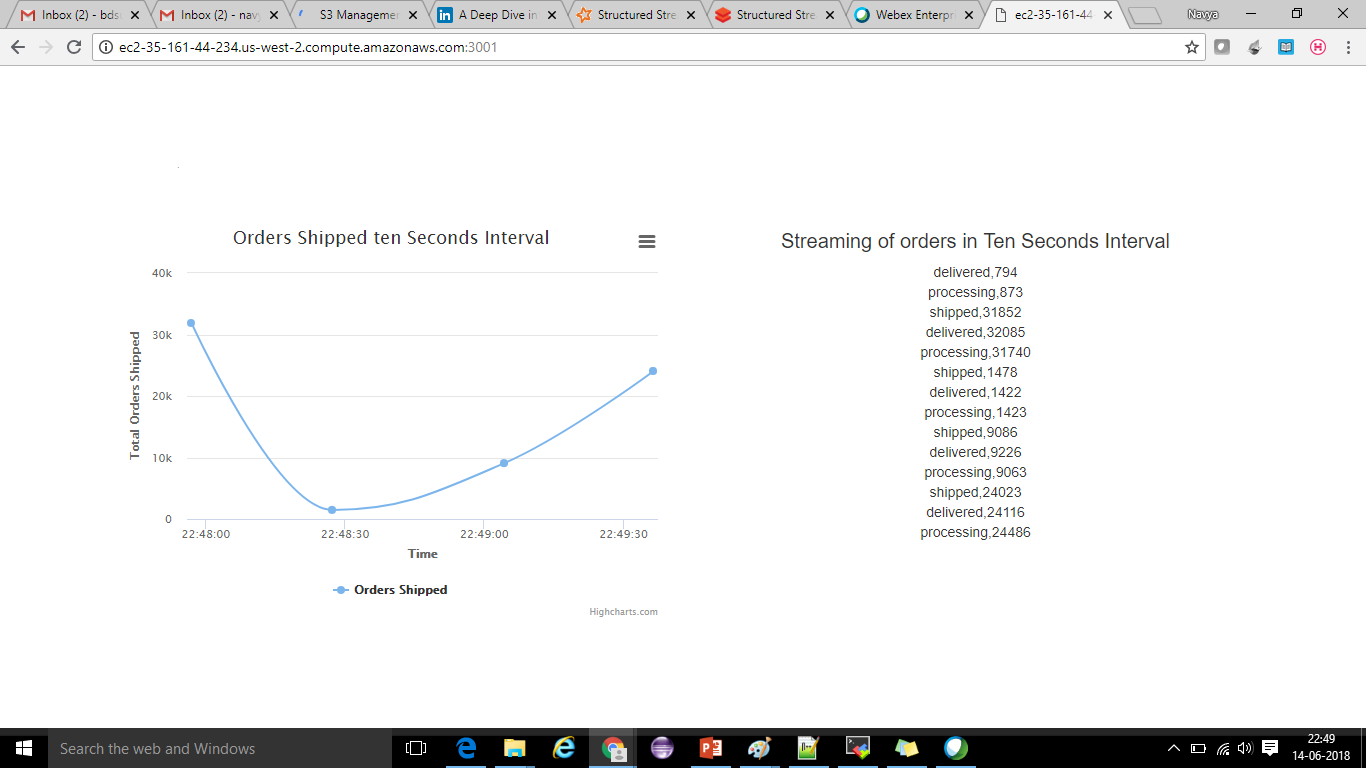 Inbox (2) - bds
Inbox (2) - nav
S3 Managemer
A Deep Dive in
Structured Stre
Structured Stre
Webex Enterpr
ec2-35-161-44
Navya
ec2-35-161-44-234.us-west-2.compute.amazonaws.com:3001
Orders Shipped ten Seconds Interval
40k
30k
20k
10k
0
Total Orders Shipped
22:48:00
22:48:30
22:49:00
22:49:30
Time
Orders Shipped
Highcharts.com
Streaming of orders in Ten Seconds Interval
delivered,794
processing,873
shipped,31852
delivered,32085
processing,31740
shipped,1478
delivered,1422
processing,1423
shipped,9086
delivered,9226
processing,9063
shipped,24023
delivered,24116
processing,24486
Search the web and Windows
22:49
14-06-2018